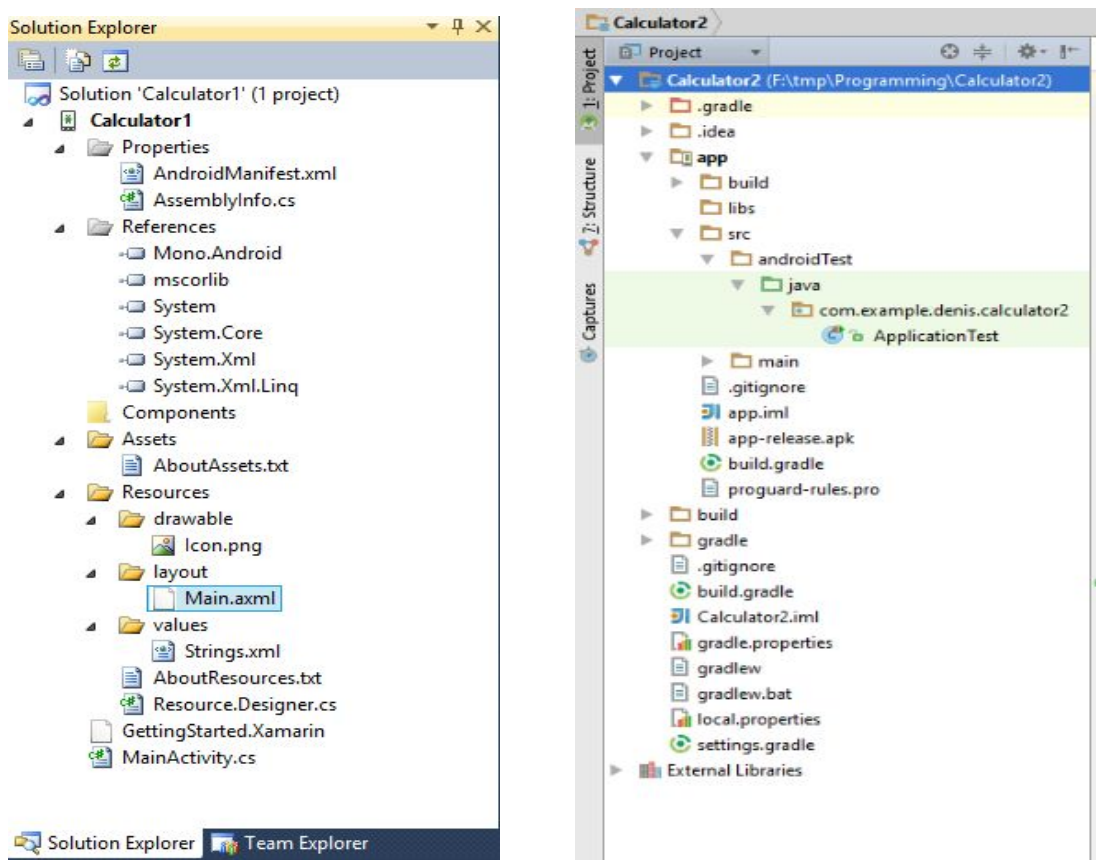 Solution Explorer
Solution 'Calculator1' (1 project)
Calculator1
Properties
AndroidManifest.xml
AssemblyInfo.cs
References
Mono.Android
mscorlib
System
System.Core
System.Xml
System.Xml.Linq
Components
Assets
AboutAssets.txt
Resources
drawable
Icon.png
layout
Main.axml
values
Strings.xml
AboutResources.txt
Resource.Designer.cs
GettingStarted.Xamarin
MainActivity.cs
Solution Explorer
Team Explorer
Calculator2
Project
1: Project
7: Structure
Captures
Calculator2 (F:\tmp\Programming\Calculator2)
.gradle
.idea
app
build
libs
src
androidTest
java
com.example.denis.calculator2
ApplicationTest
main
.gitignore
app.iml
app-release.apk
build.gradle
proguard-rules.pro
build
gradle
.gitignore
build.gradle
Calculator2.iml
gradle.properties
gradlew
gradlew.bat
local.properties
settings.gradle
External Libraries